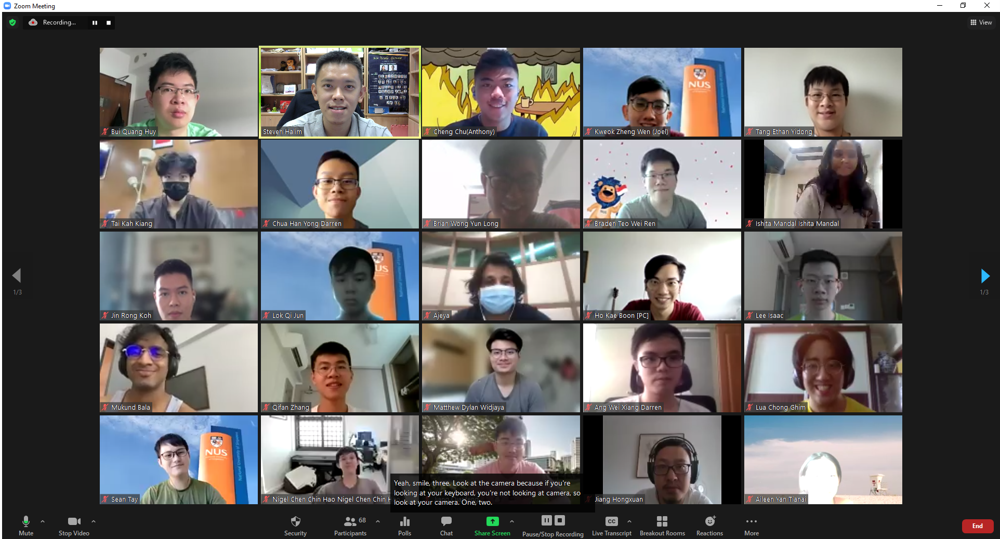 Zoom Meeting
Recording...
View
Bui Quang Huy
Steven Halim
Cheng Chu(Anthony)
NUS
Kweok Zheng Wen (Joel)
Tang Ethan Yidong
Tai Kah Kiang
Chua Han Yong Darren
Brian Wong Yun Long
Braden Teo Wei Ren
Ishita Mandal Ishita Mandal
1/3
1/3
Jin Rong Koh
US
Lok Qi Jun
Ajeya
Ho Kae Boon [PC]
Lee Isaac
Mukund Bala
Qifan Zhang
Matthew Dylan Widjaya
Ang Wei Xiang Darren
Lua Chong Ghim
NUS
National University of Singapore
Sean Tay
Nigel Chen Chin Hao Nigel Chen Chin H
Yeah, smile, three. Look at the camera because if you're
looking at your keyboard, you're not looking at camera, so
look at your camera. One, two.
Jiang Hongxuan
Aileen Yan Tianai
Mute
Stop Video
Security
Participants
68
Polls
Chat
Share Screen
Pause/Stop Recording
CC
Live Transcript
Breakout Rooms
Reactions
More
End